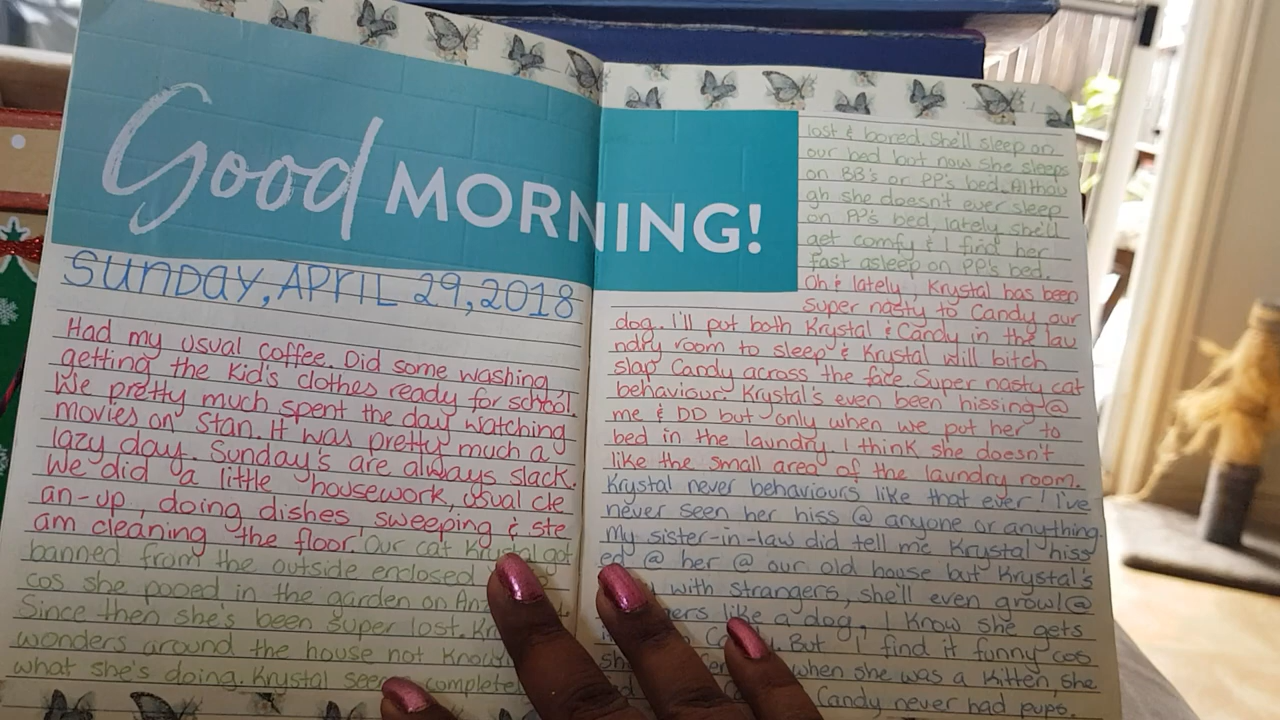 Good MORNING!
SUNDAY, APRIL 29, 2018
Had my usual coffee. Did some washing,
getting the kid's clothes ready for school.
We pretty much spent the day watching
movies on Stan. It was pretty much a
lazy day. Sunday's are always slack.
We did a little housework, usual cle
an-up, doing dishes, sweeping & ste
am cleaning the floor. Our cat Krystal got
banned from the outside enclosed
cos she pooed in the garden on
Since then she's been super lost.
wonders around the house not
what she's doing. Krystal
lost & bored. She'll sleep on
our bed but now she sleeps
on BB's or PP's bed. Althou
gh she doesn't ever sleep
on PP's bed, lately she'll
get comfy & I find her
fast asleep on PP's bed.
Oh & lately, Krystal has been
super nasty to Candy our
dog. I'll put both Krystal & Candy in the lau
ndry room to sleep & Krystal will bitch
slap Candy across the face. Super nasty cat
behaviour. Krystal's even been hissing @
me & DD but only when we put her to
bed in the laundry. I think she doesn't
like the small area of the laundry room.
Krystal never behaviours like that ever! I've
never seen her hiss @ anyone or anything.
My sister-in-law did tell me Krystal hiss
ed @ her @ our old house but Krystal's
with strangers, she'll even growl @
like a dog. I know she gets
But I find it funny cos
when she was a kitten, she
Candy never had pups.